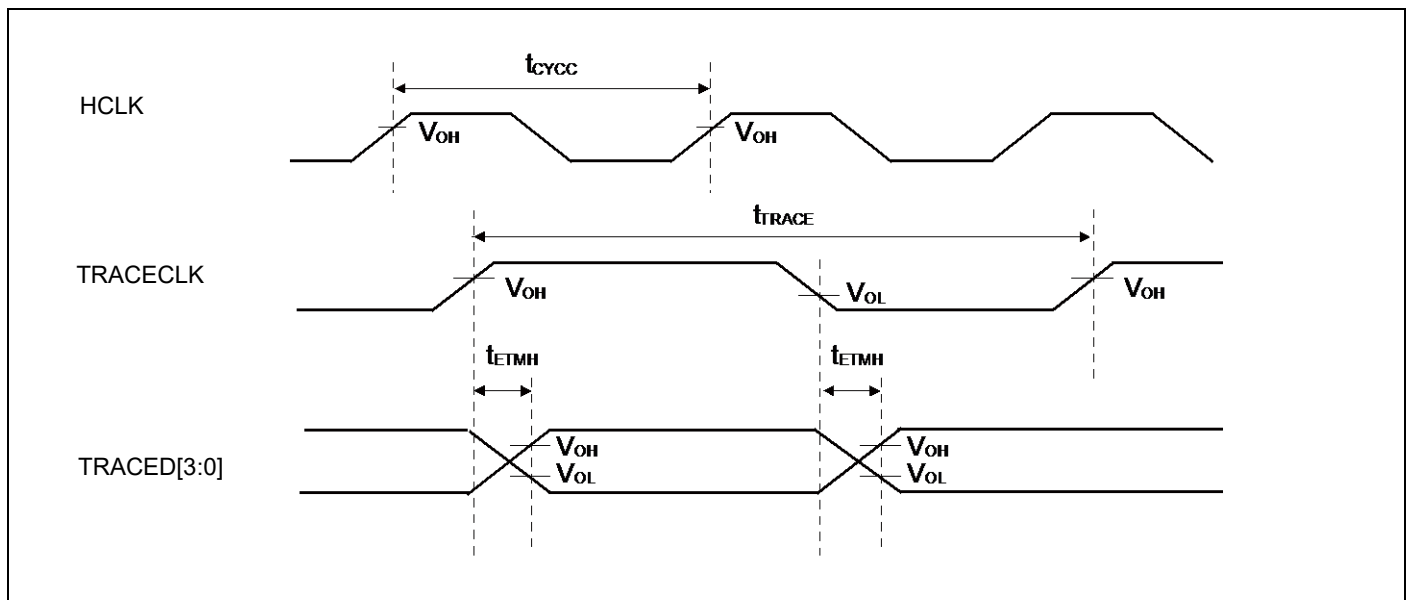 tCYCC
HCLK
VOH VOH
tTRACE
TRACECLK
VOH VOL VOH
tETMH tETMH
VOH VOH
TRACED[3:0]
VOL VOL